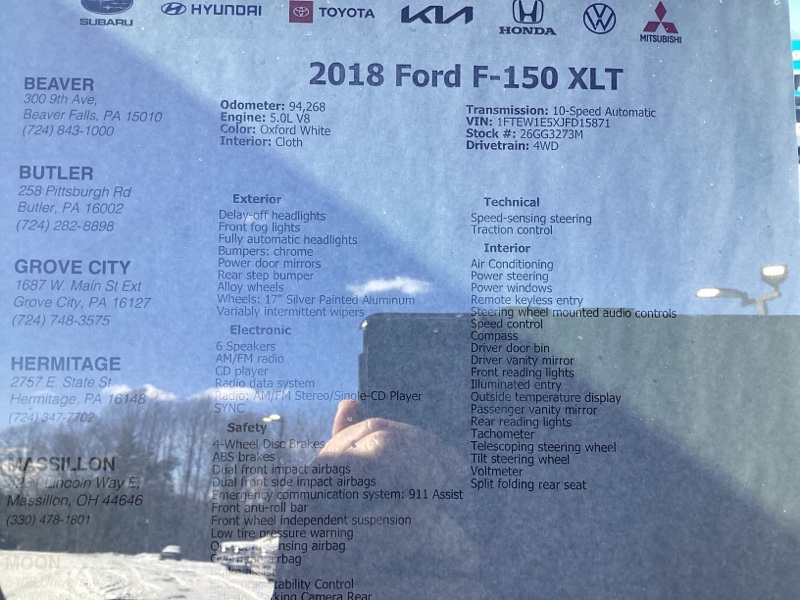 SUBARU
HYUNDAI
TOYOTA
KIA
HONDA
MITSUBISHI
2018 Ford F-150 XLT
BEAVER
300 9th Ave,
Beaver Falls, PA 15010
(724) 843-1000
BUTLER
258 Pittsburgh Rd
Butler, PA 16002
(724) 282-8898
GROVE CITY
1687 W. Main St Ext
Grove City, PA 16127
(724) 748-3575
HERMITAGE
2757 E. State St
Hermitage, PA 16148
(724) 347-7702
MASSILLON
Lincoln Way E,
Massillon, OH 44646
(330) 478-1801
MOON
Odometer: 94,268
Engine: 5.0L V8
Color: Oxford White
Interior: Cloth
Transmission: 10-Speed Automatic
VIN: 1FTEW1E5XJFD15871
Stock #: 26GG3273M
Drivetrain: 4WD
Exterior
Delay-off headlights
Front fog lights
Fully automatic headlights
Bumpers: chrome
Power door mirrors
Rear step bumper
Alloy wheels
Wheels: 17" Silver Painted Aluminum
Variably intermittent wipers
Electronic
6 Speakers
AM/FM radio
CD player
Radio data system
Radio: AM/FM Stereo/Single-CD Player
SYNC
Safety
4-Wheel Disc Brakes
ABS brakes
Dual front impact airbags
Dual front side impact airbags
Emergency communication system: 911 Assist
Front anti-roll bar
Front wheel independent suspension
Low tire pressure warning
sensing airbag
airbag
Stability Control
Camera Rear
Technical
Speed-sensing steering
Traction control
Interior
Air Conditioning
Power steering
Power windows
Remote keyless entry
Steering wheel mounted audio controls
Speed control
Compass
Driver door bin
Driver vanity mirror
Front reading lights
Illuminated entry
Outside temperature display
Passenger vanity mirror
Rear reading lights
Tachometer
Telescoping steering wheel
Tilt steering wheel
Voltmeter
Split folding rear seat